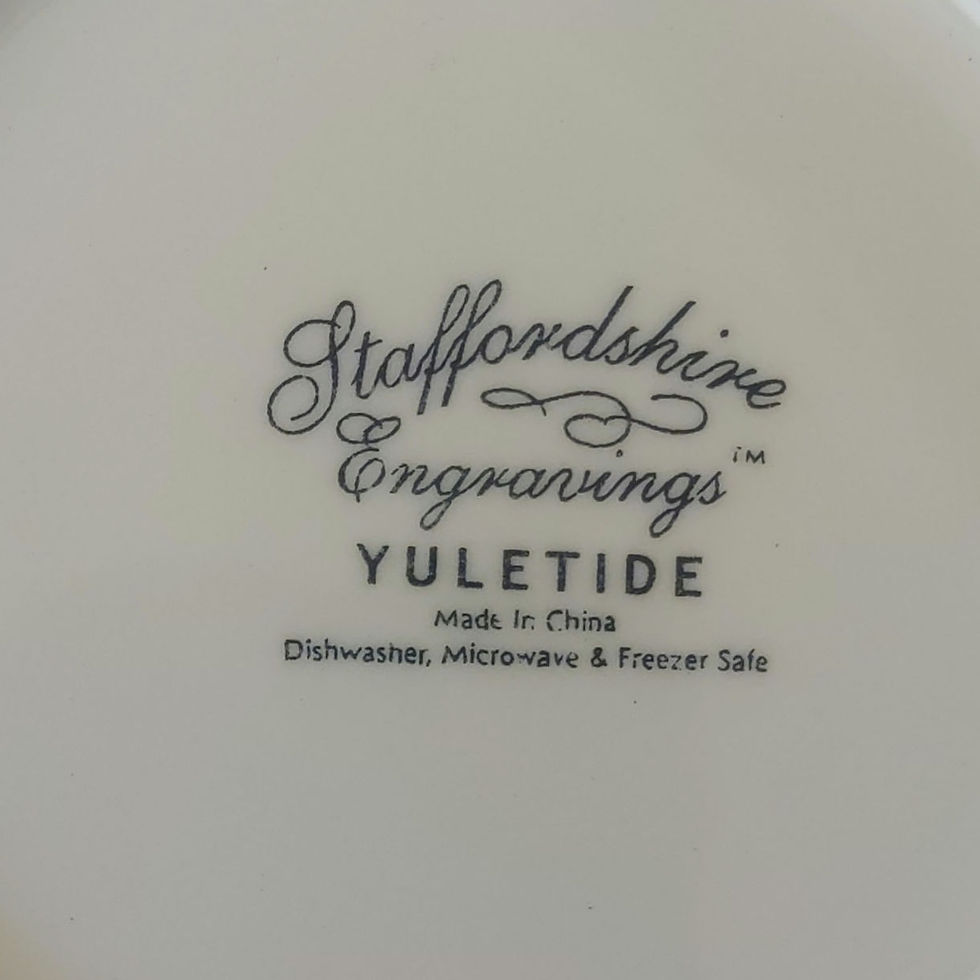 Staffordshire
Engravings™
YULETIDE
Made In China
Dishwasher, Microwave & Freezer Safe